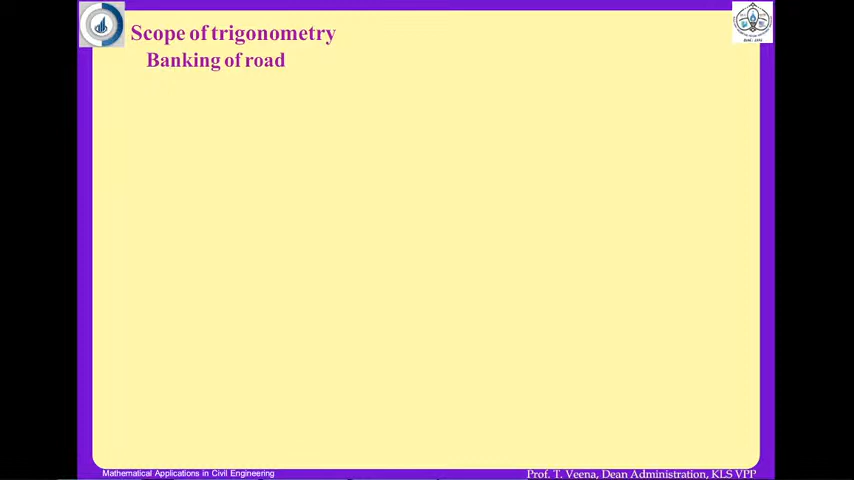 Scope of trigonometry
Banking of road
Mathematical Applications in Civil Engineering
Prof. T. Veena, Dean Administration, KLS VPP